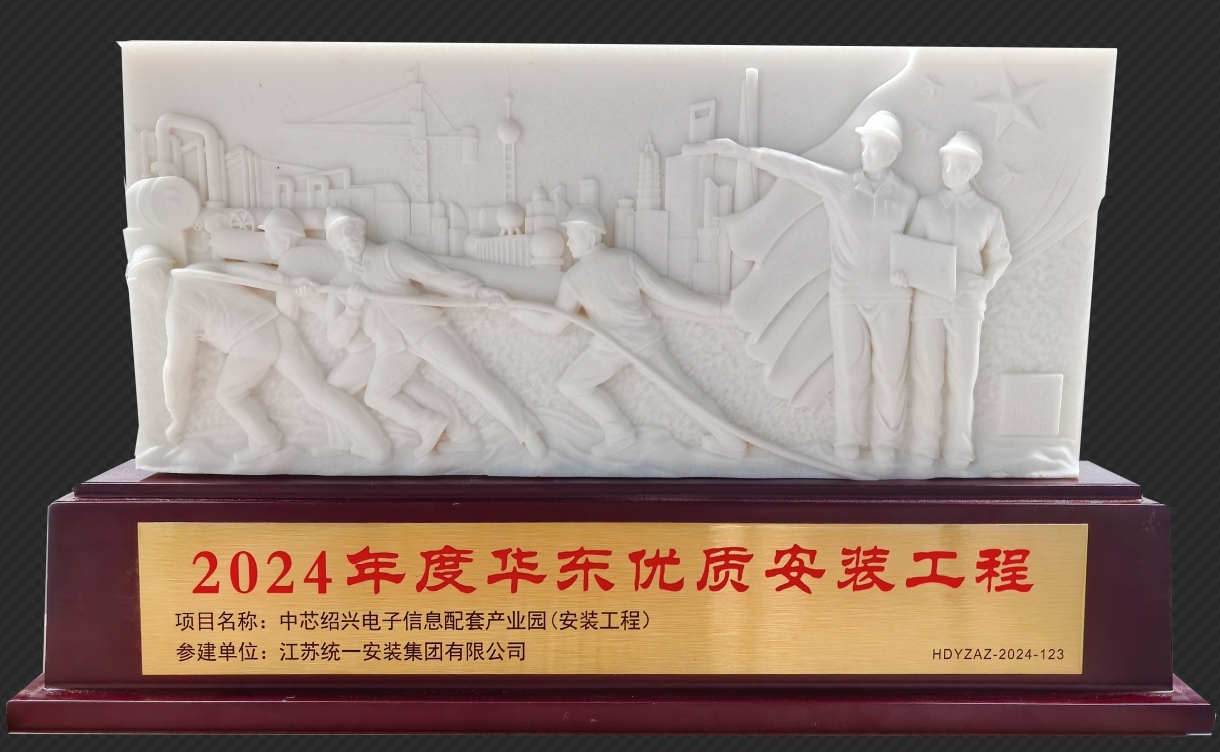 2024年度华东优质安装工程
项目名称：中芯绍兴电子信息配套产业园（安装工程）
参建单位：江苏统一安装集团有限公司
HDYZAZ-2024-123